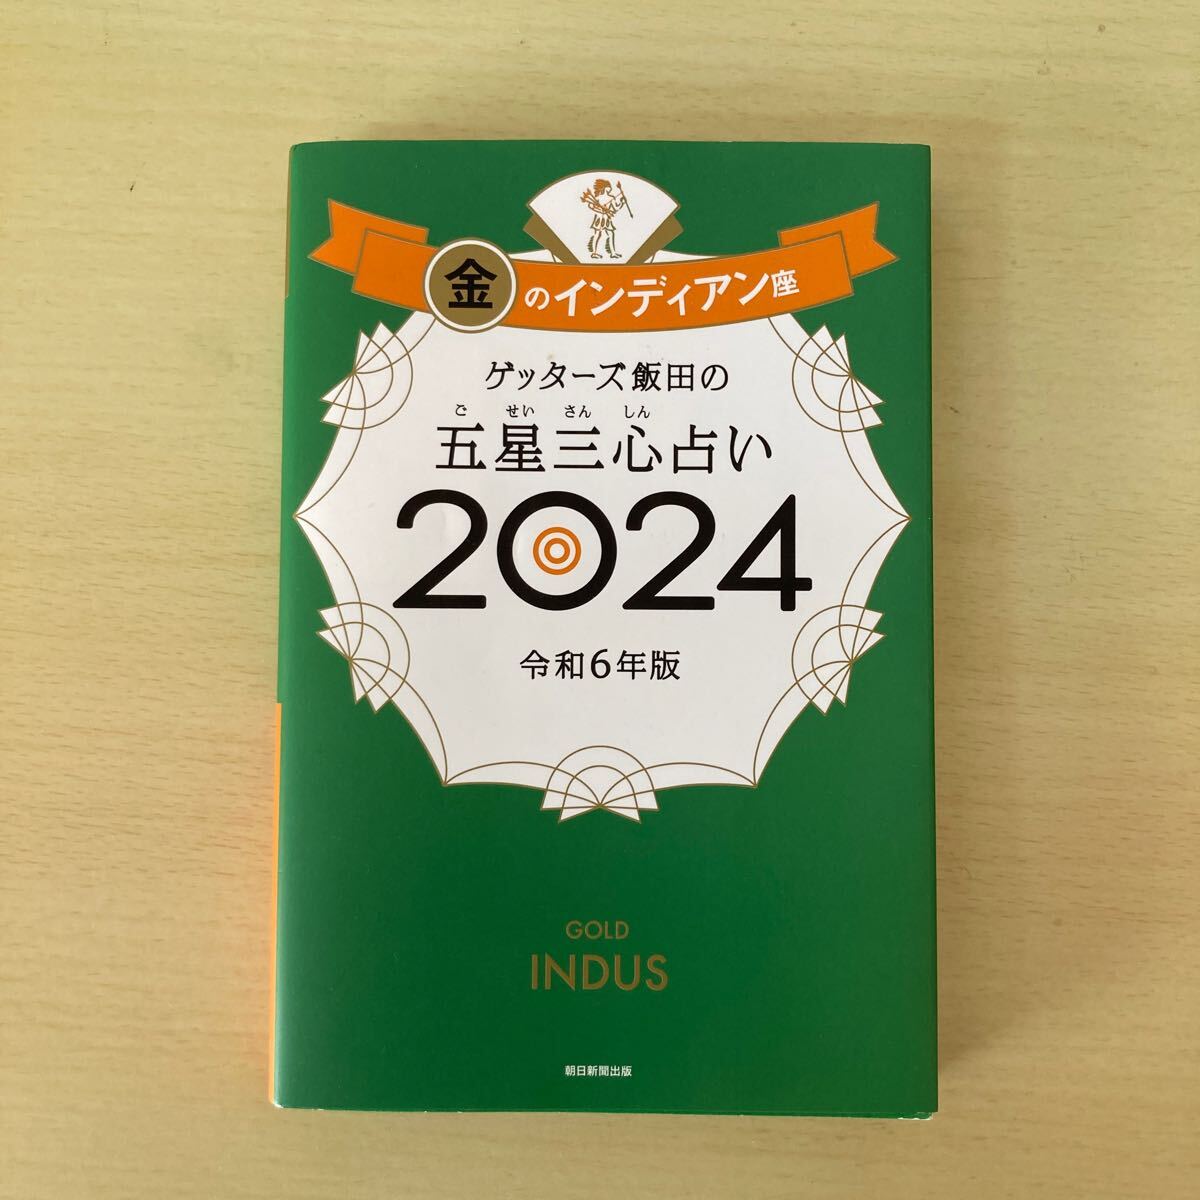 金のインディアン座
ゲッターズ飯田の
ご せい さん しん
五星三心占い
2024
令和6年版
GOLD
INDUS
朝日新聞出版